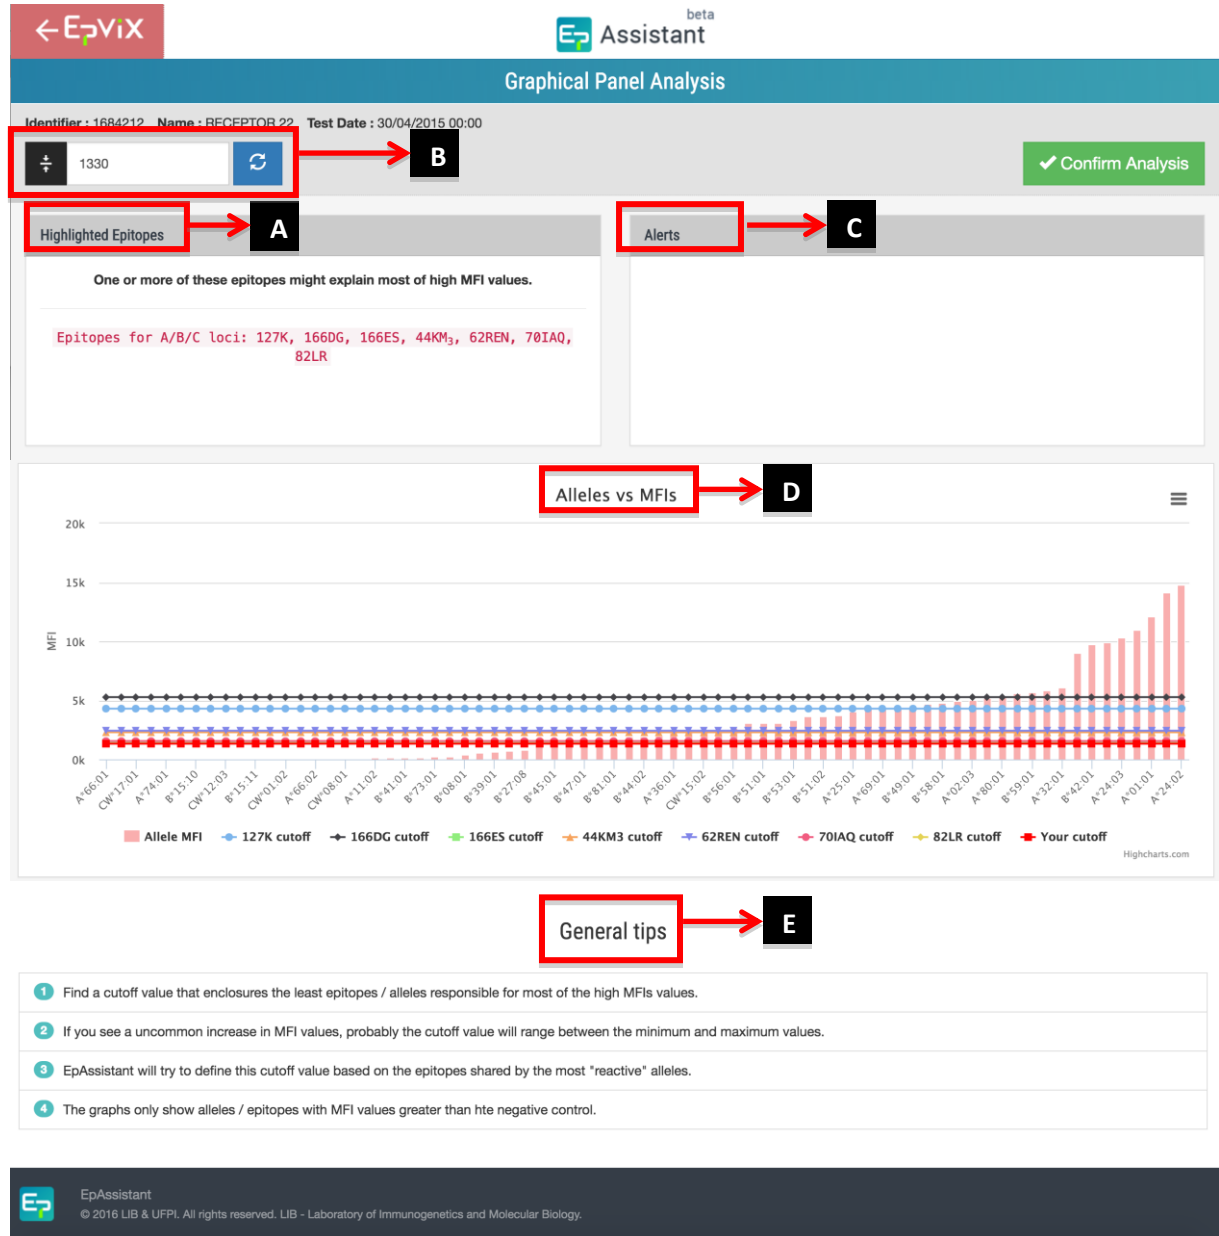 ←EpViX
beta
Ep Assistant
Graphical Panel Analysis
Identifier : 1684212 Name : RECEPTOR 22 Test Date : 30/04/2015 00:00
1330
B
✔ Confirm Analysis
Highlighted Epitopes
A
Alerts
C
One or more of these epitopes might explain most of high MFI values.
Epitopes for A/B/C loci: 127K, 166DG, 166ES, 44KM₃, 62REN, 70IAQ,
82LR
Alleles vs MFIs
D
20k
15k
10k
5k
0k
MFI
A*66:01 CW*17:01 A*74:01 B*15:10 CW*12:03 B*15:11 CW*01:02 A*66:02 CW*08:01 A*11:02 B*41:01 B*73:01 B*08:01 B*39:01 B*27:08 B*45:01 B*47:01 B*81:01 B*44:02 A*36:01 CW*15:02 B*56:01 B*51:01 B*53:01 B*51:02 A*25:01 A*69:01 B*49:01 B*58:01 A*02:03 A*80:01 B*59:01 A*32:01 B*42:01 A*24:03 A*01:01 A*24:02
Allele MFI 127K cutoff 166DG cutoff 166ES cutoff 44KM3 cutoff 62REN cutoff 70IAQ cutoff 82LR cutoff Your cutoff
Highcharts.com
General tips
E
1 Find a cutoff value that enclosures the least epitopes / alleles responsible for most of the high MFIs values.
2 If you see a uncommon increase in MFI values, probably the cutoff value will range between the minimum and maximum values.
3 EpAssistant will try to define this cutoff value based on the epitopes shared by the most "reactive" alleles.
4 The graphs only show alleles / epitopes with MFI values greater than hte negative control.
Ep
EpAssistant
© 2016 LIB & UFPI. All rights reserved. LIB - Laboratory of Immunogenetics and Molecular Biology.